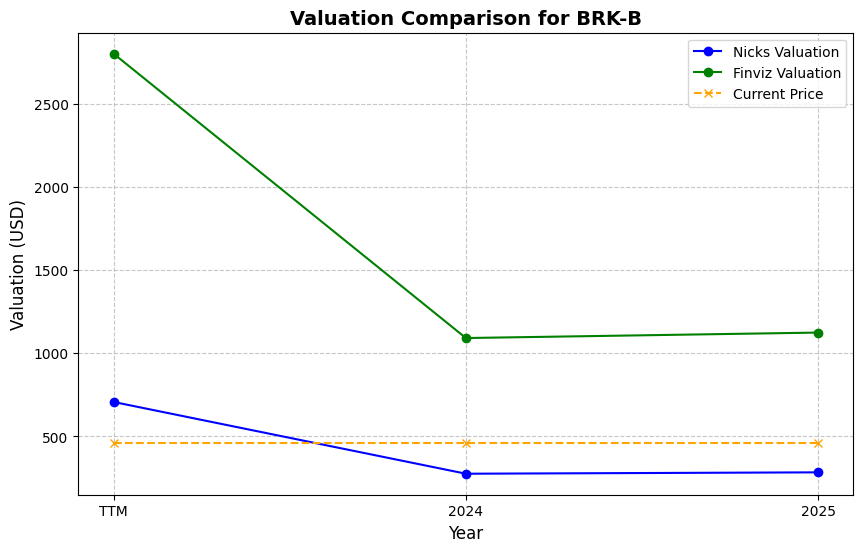 Valuation Comparison for BRK-B
Nicks Valuation
Finviz Valuation
Current Price
Valuation (USD)
2500
2000
1500
1000
500
TTM
2024
2025
Year